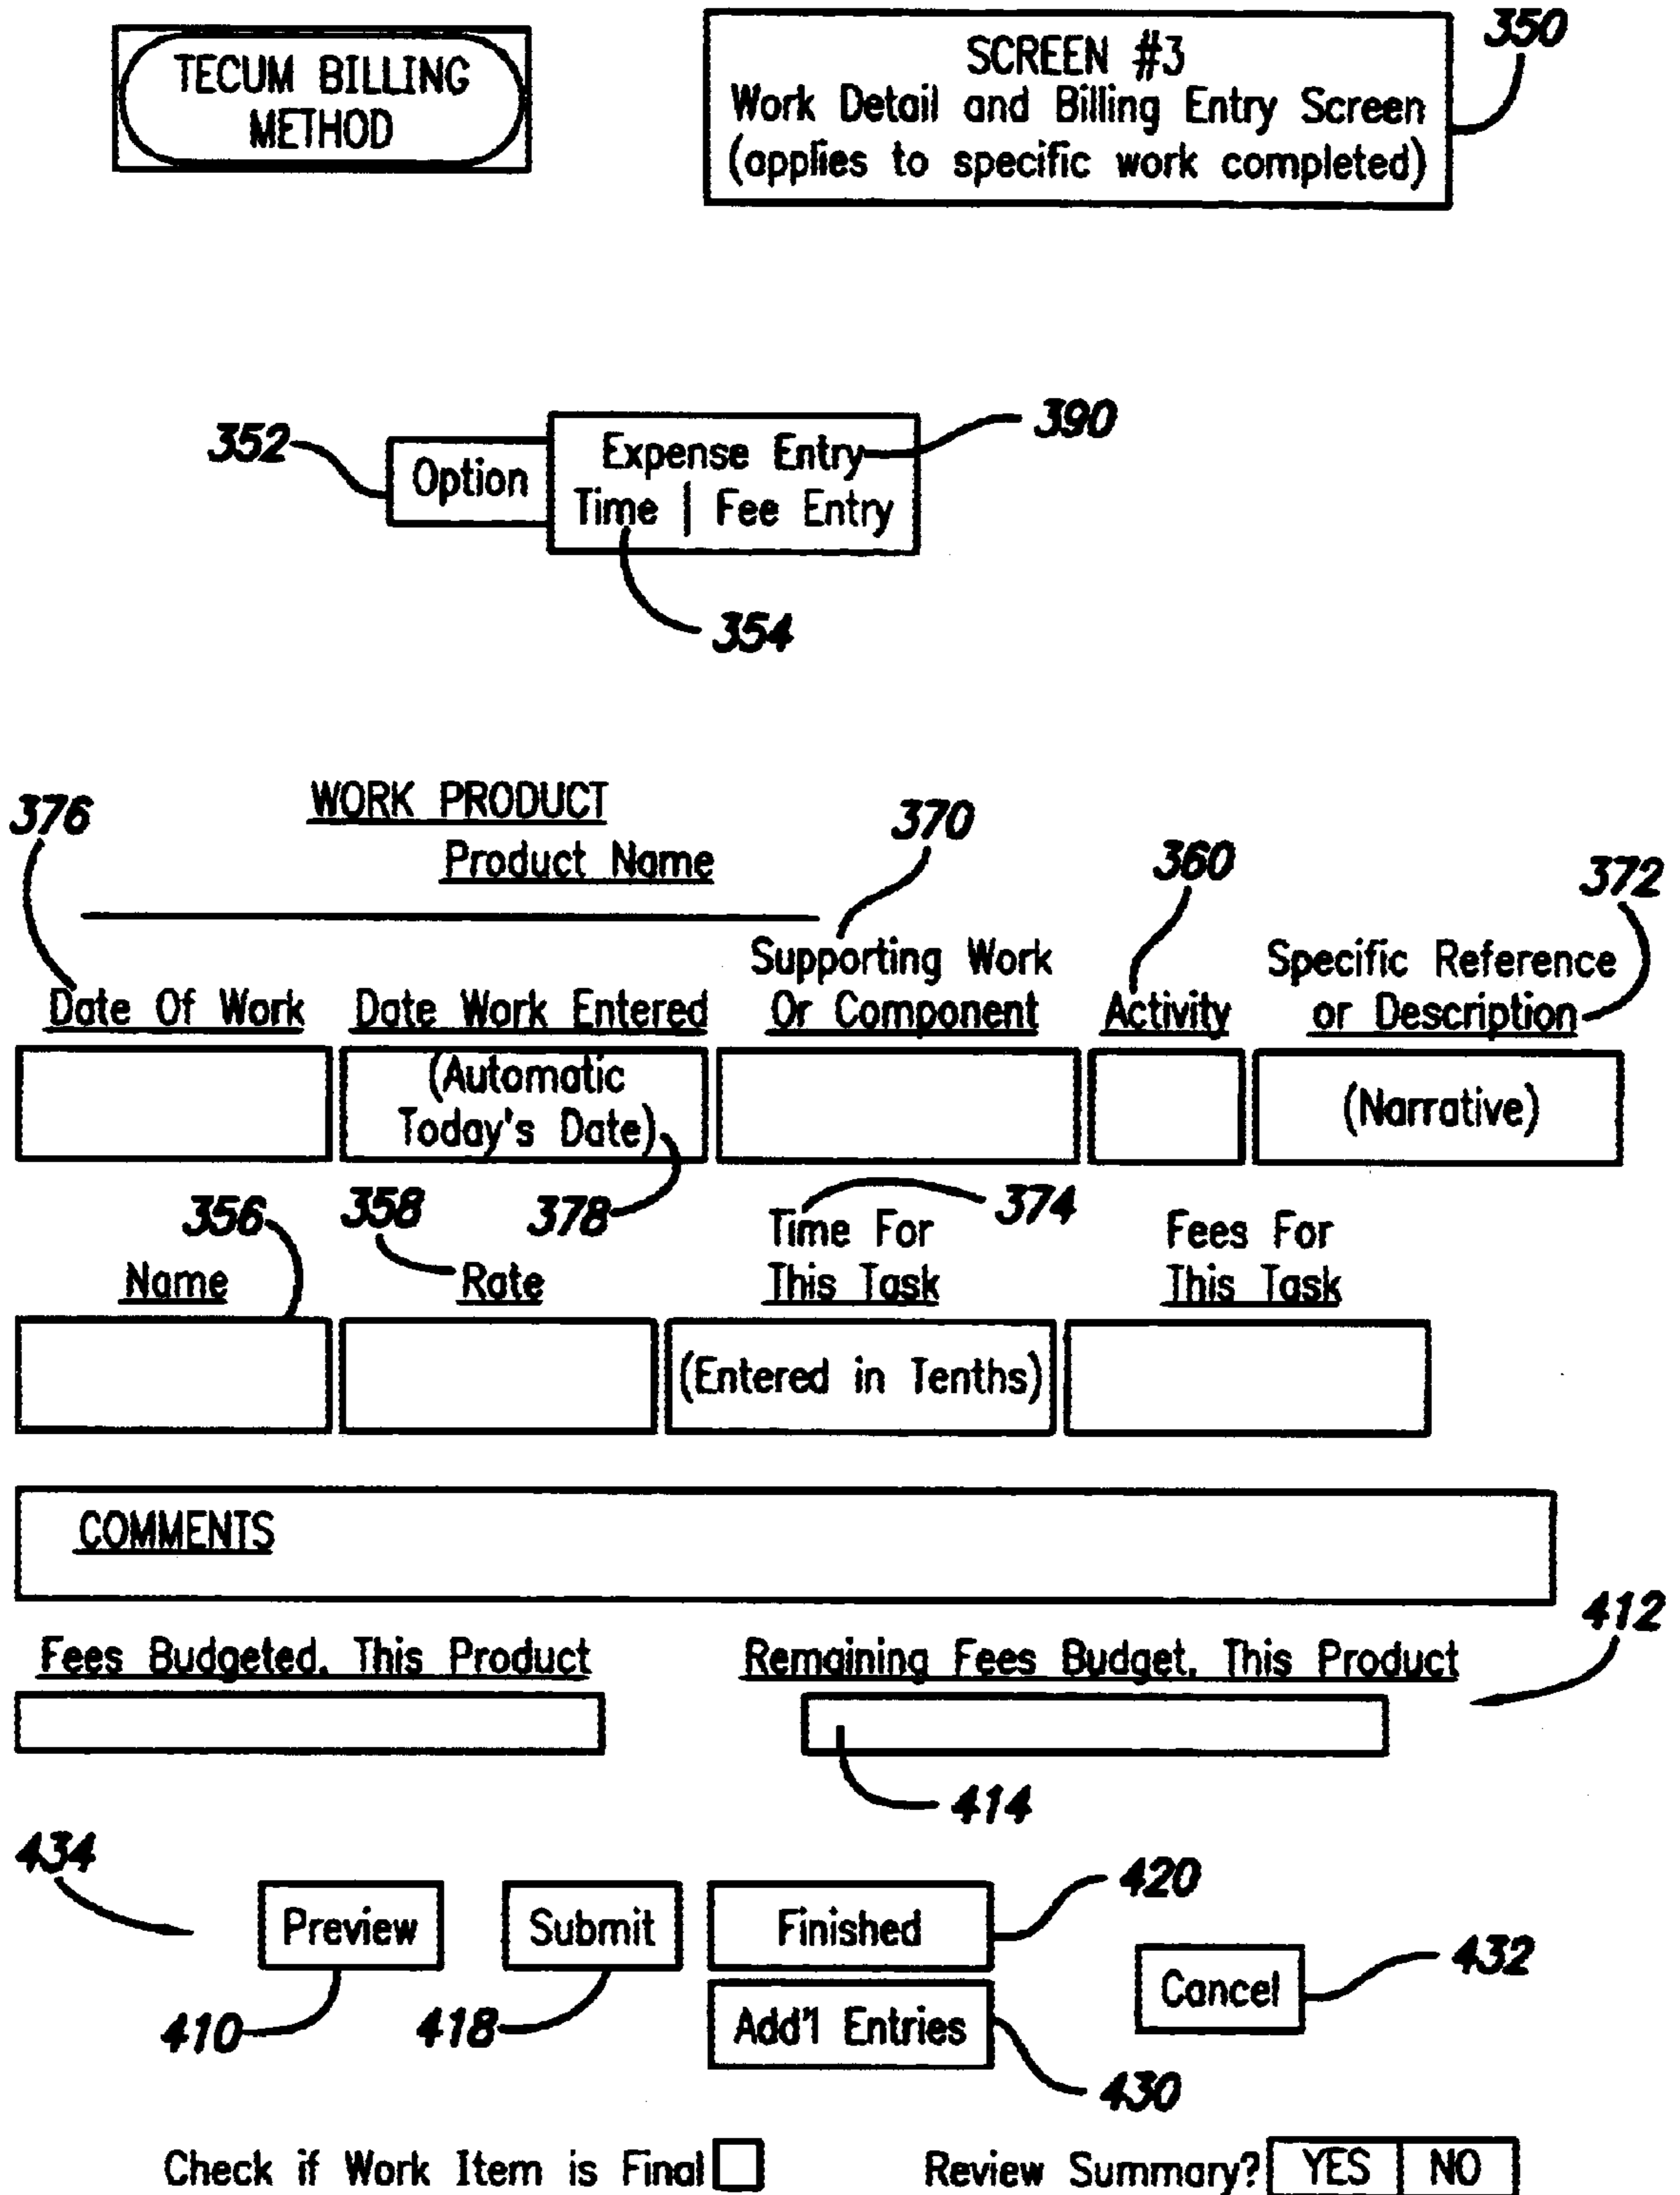 TECUM BILLING
METHOD
SCREEN #3
Work Detail and Billing Entry Screen
(applies to specific work completed)
350
352
Option
Expense Entry
Time | Fee Entry
390
354
WORK PRODUCT
Product Name
376
370
360
372
Date Of Work
Date Work Entered
Supporting Work
Or Component
Activity
Specific Reference
or Description
(Automatic
Today's Date)
(Narrative)
356
358
378
374
Name
Rate
Time For
This Task
Fees For
This Task
(Entered in Tenths)
COMMENTS
412
Fees Budgeted, This Product
Remaining Fees Budget, This Product
414
434
Preview
Submit
Finished
420
Cancel
432
410
418
Add'l Entries
430
Check if Work Item is Final
Review Summary? YES NO